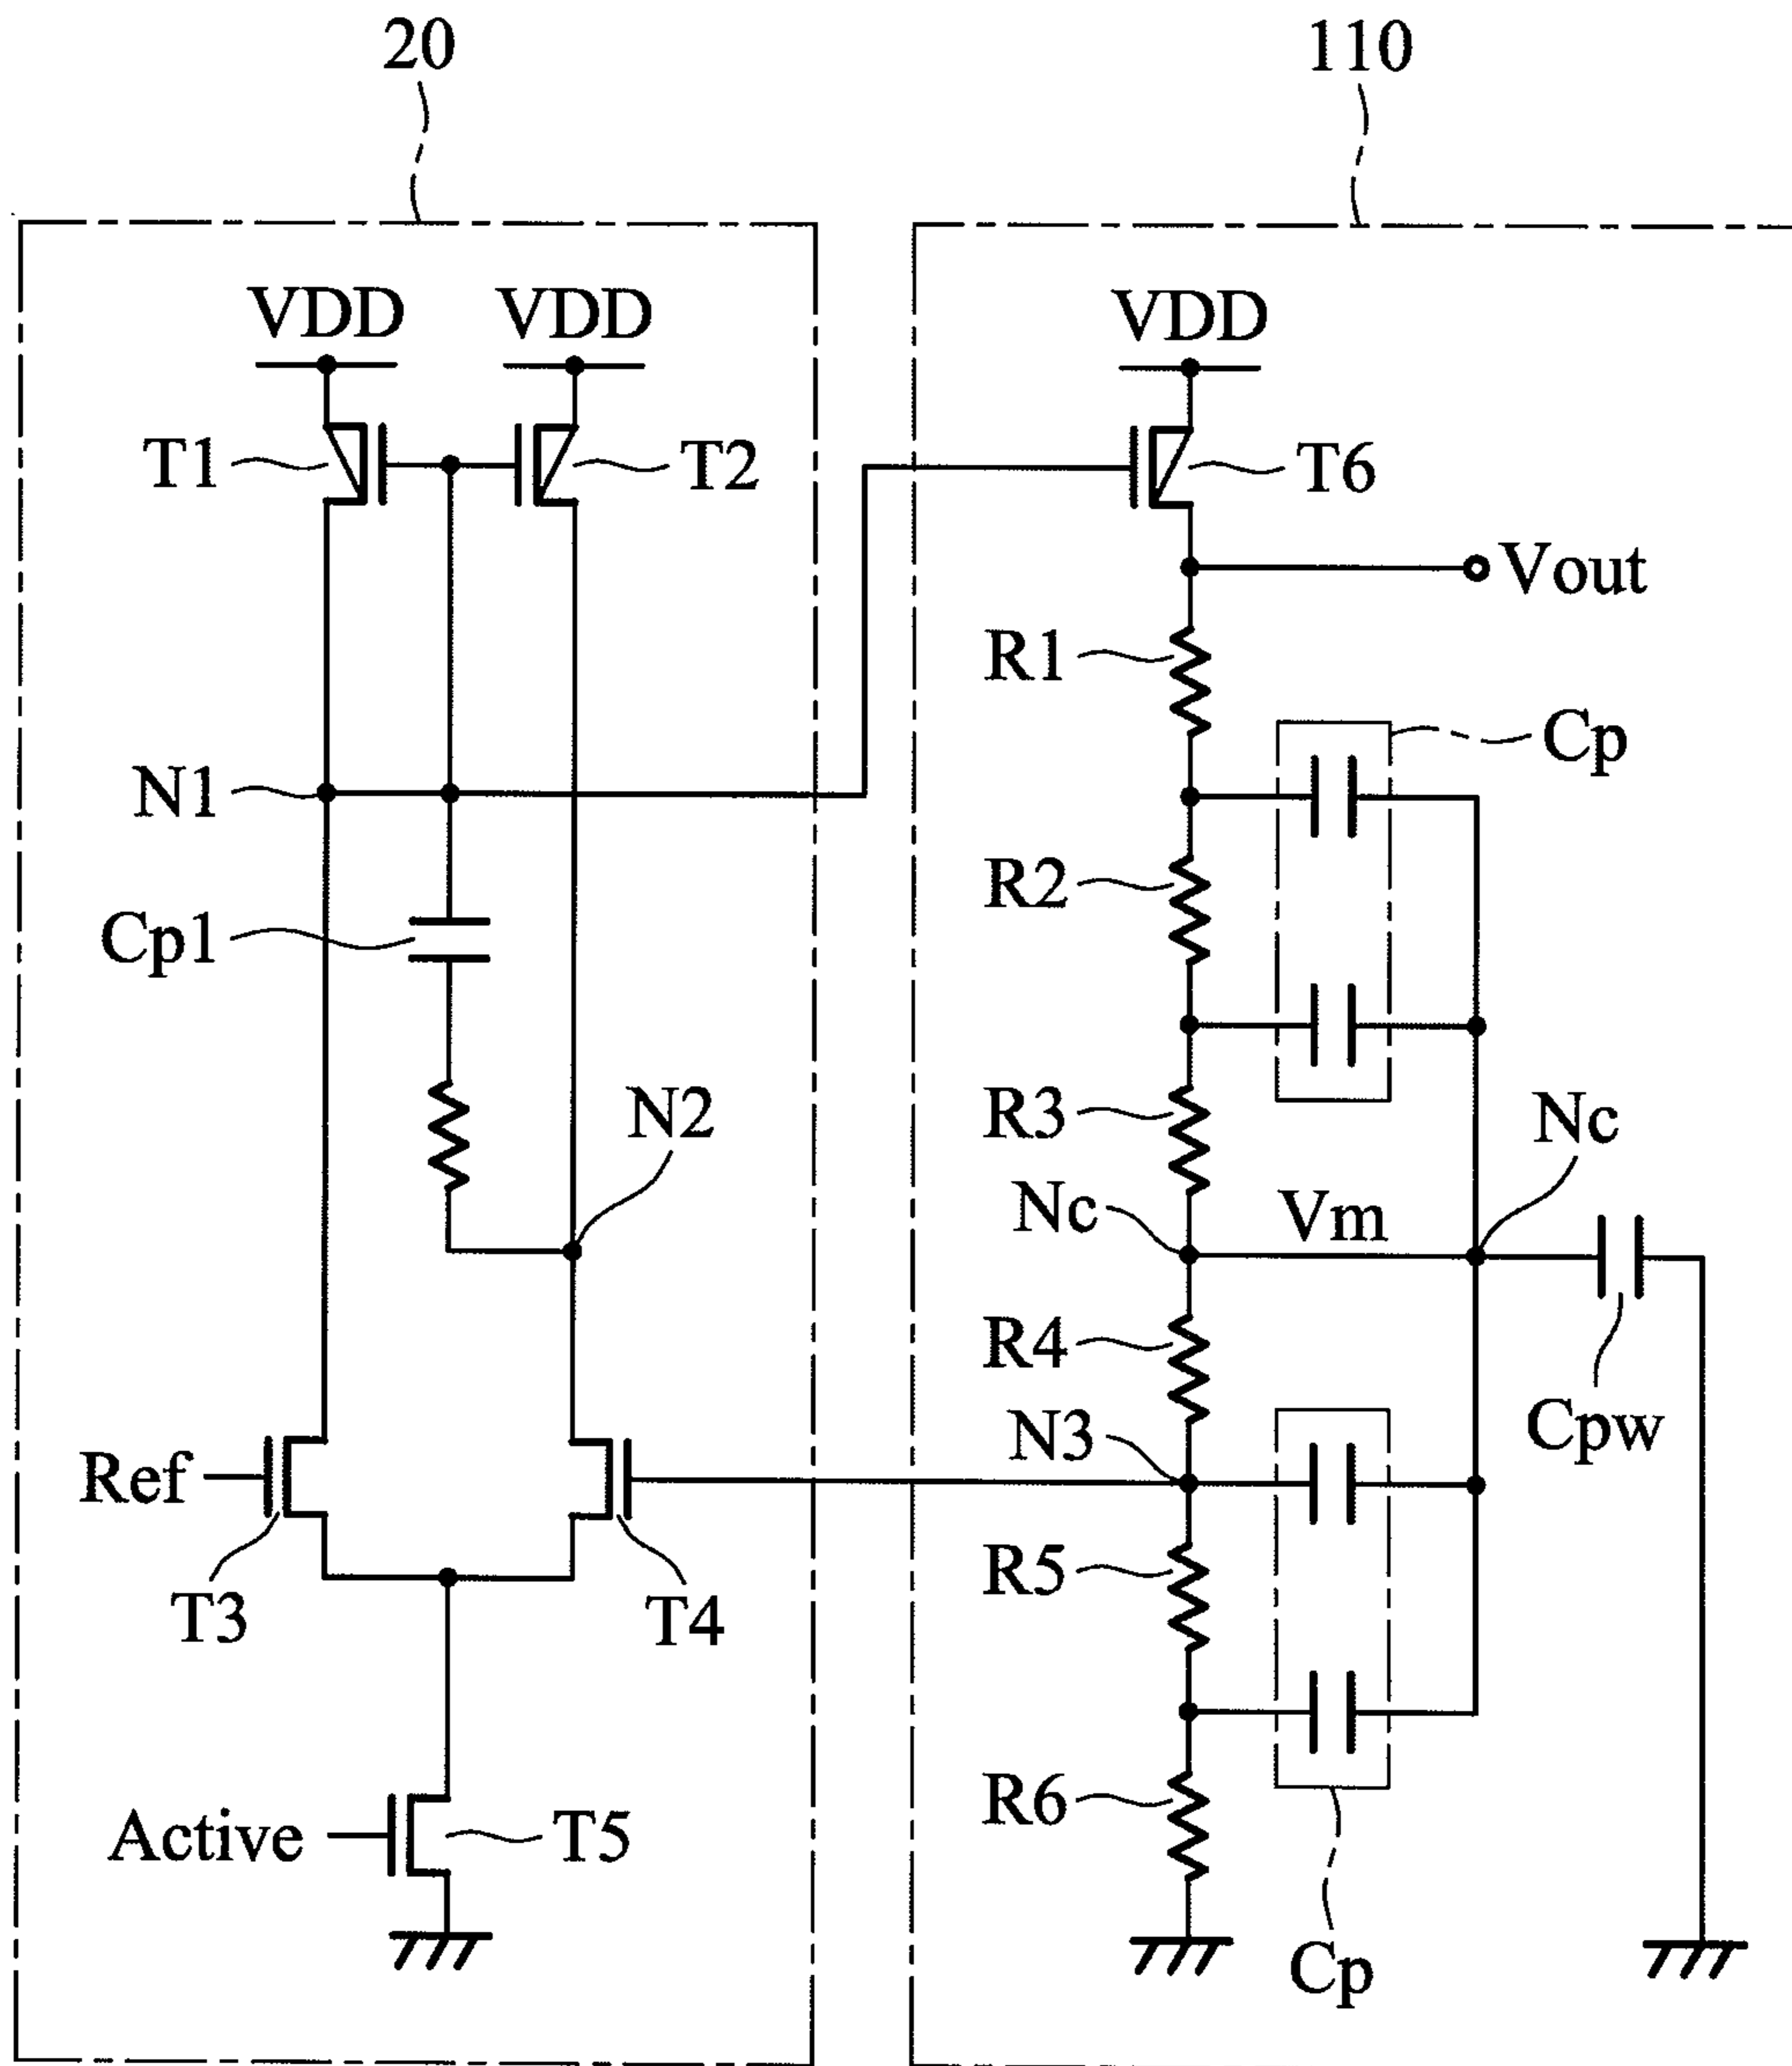 20
110
VDD
VDD
VDD
T1
T2
T6
Vout
R1
Cp
N1
R2
Cp1
N2
R3
Nc
Nc
Vm
R4
Cpw
N3
Ref
R5
T3
T4
R6
Active
T5
Cp